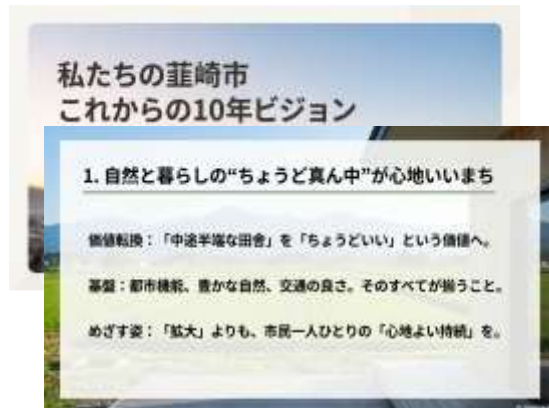 私たちの韮崎市
これからの10年ビジョン
1. 自然と暮らしの“ちょうど真ん中”が心地いいまち
価値転換：「中途半端な田舎」を「ちょうどいい」という価値へ。
基盤：都市機能、豊かな自然、交通の良さ。そのすべてが揃うこと。
めざす姿：「拡大」よりも、市民一人ひとりの「心地よい持続」を。